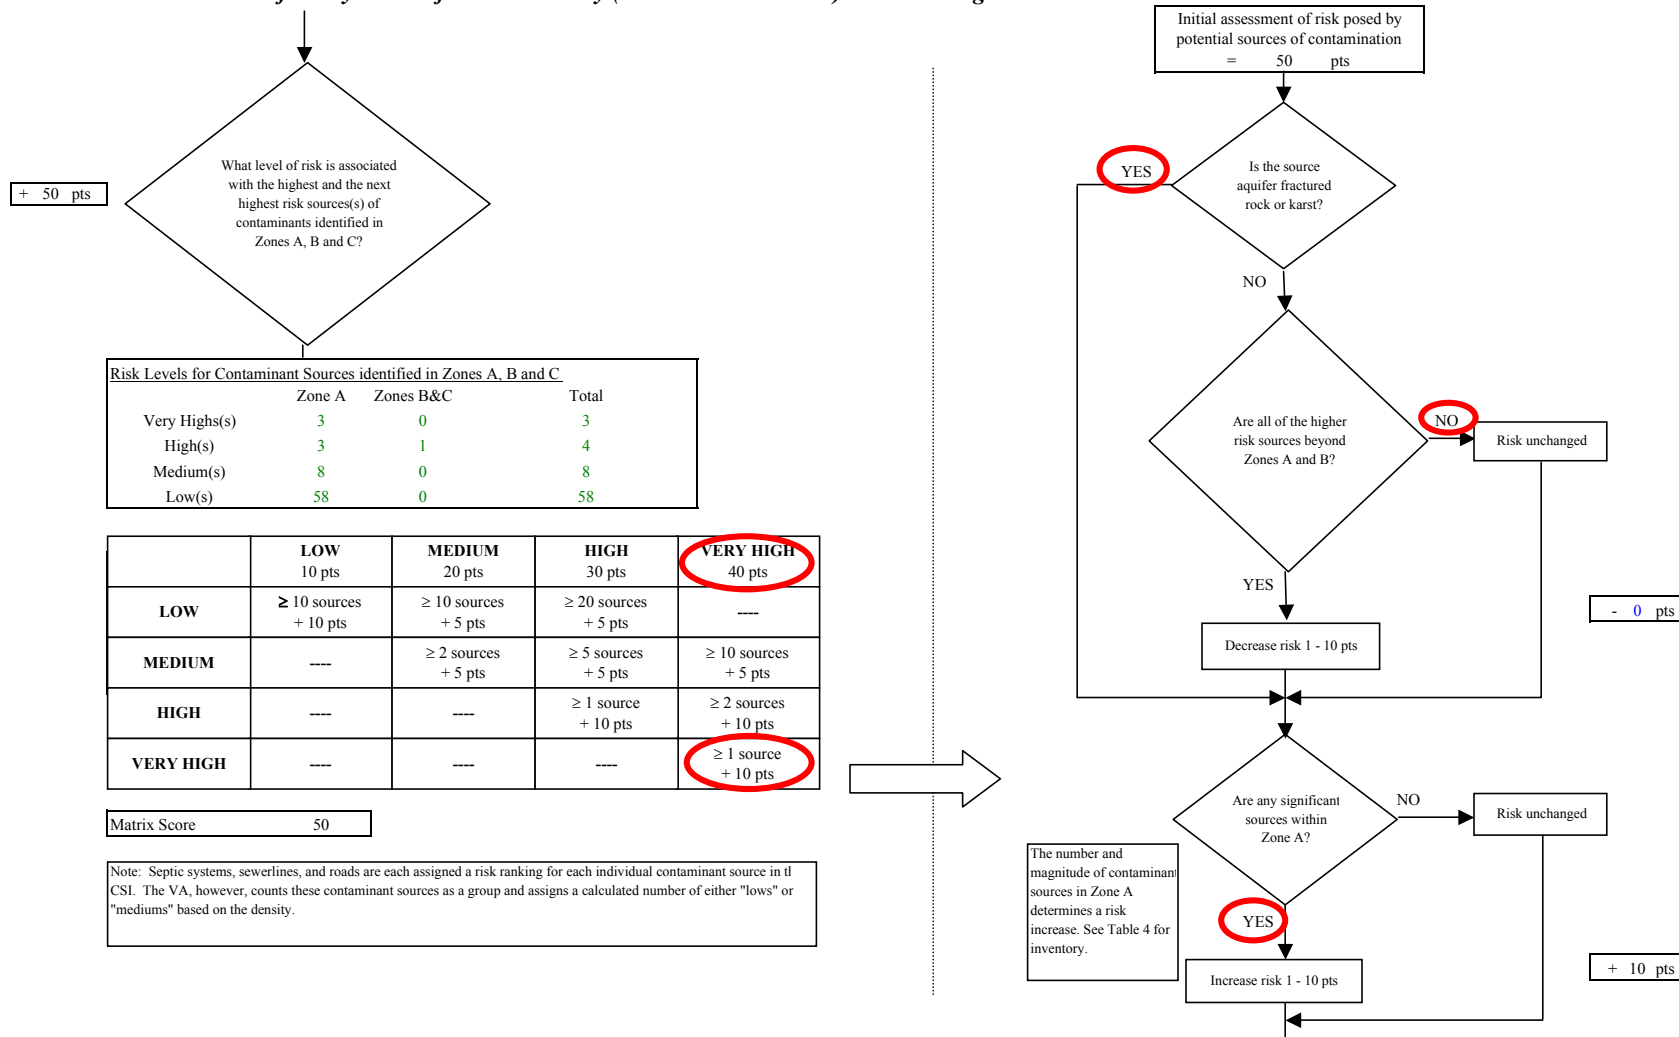 + 50 pts
What level of risk is associated
with the highest and the next
highest risk sources(s) of
contaminants identified in
Zones A, B and C?
Risk Levels for Contaminant Sources identified in Zones A, B and C
Zone A Zones B&C Total
Very Highs(s) 3 0 3
High(s) 3 1 4
Medium(s) 8 0 8
Low(s) 58 0 58
LOW MEDIUM HIGH VERY HIGH
10 pts 20 pts 30 pts 40 pts
LOW ≥ 10 sources ≥ 10 sources ≥ 20 sources ----
+ 10 pts + 5 pts + 5 pts
MEDIUM ---- ≥ 2 sources ≥ 5 sources ≥ 10 sources
+ 5 pts + 5 pts + 5 pts
HIGH ---- ---- ≥ 1 source ≥ 2 sources
+ 10 pts + 10 pts
VERY HIGH ---- ---- ---- ≥ 1 source
+ 10 pts
Matrix Score 50
Note: Septic systems, sewerlines, and roads are each assigned a risk ranking for each individual contaminant source in
CSI. The VA, however, counts these contaminant sources as a group and assigns a calculated number of either "lows" or
"mediums" based on the density.
Initial assessment of risk posed by
potential sources of contamination
= 50 pts
Is the source
aquifer fractured
rock or karst?
YES
NO
Are all of the higher
risk sources beyond
Zones A and B?
NO
Risk unchanged
YES
- 0 pts
Decrease risk 1 - 10 pts
Are any significant
sources within
Zone A?
NO
Risk unchanged
The number and
magnitude of contaminant
sources in Zone A
determines a risk
increase. See Table 4 for
inventory.
YES
+ 10 pts
Increase risk 1 - 10 pts